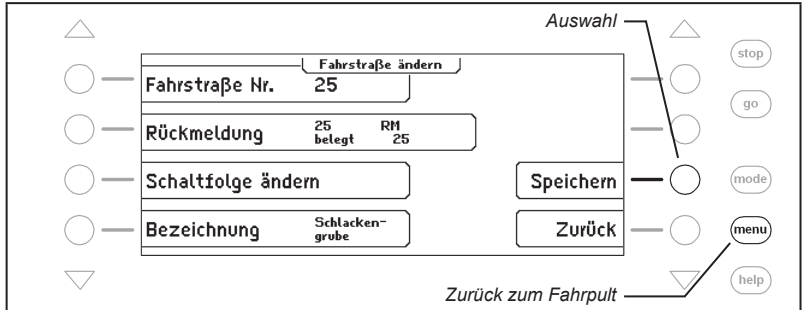 Auswahl
stop
Fahrstraße ändern
Fahrstraße Nr. 25
go
Rückmeldung 25 RM
belegt 25
Schaltfolge ändern
Speichern
mode
Bezeichnung Schlacken-
grube
Zurück
menu
help
Zurück zum Fahrpult